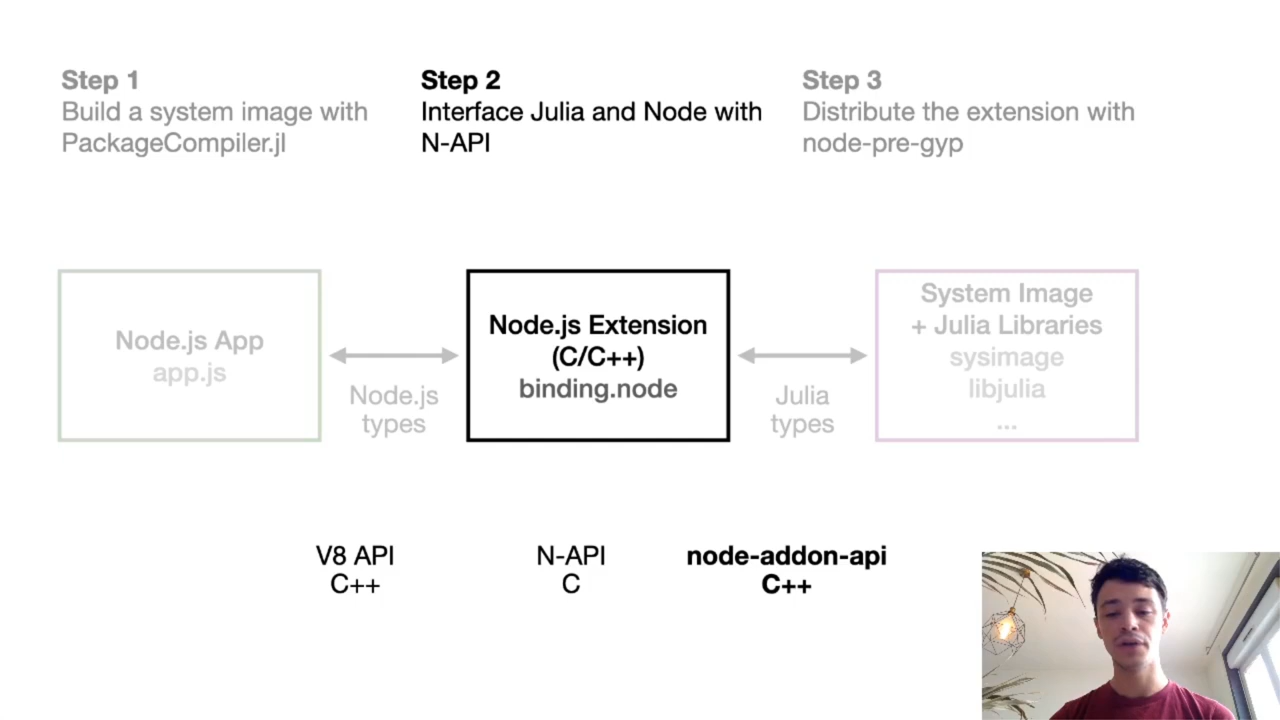 Step 1
Build a system image with
PackageCompiler.jl
Step 2
Interface Julia and Node with
N-API
Step 3
Distribute the extension with
node-pre-gyp
Node.js App
app.js
Node.js
types
Node.js Extension
(C/C++)
binding.node
Julia
types
System Image
+ Julia Libraries
sysimage
libjulia
...
V8 API
C++
N-API
C
node-addon-api
C++